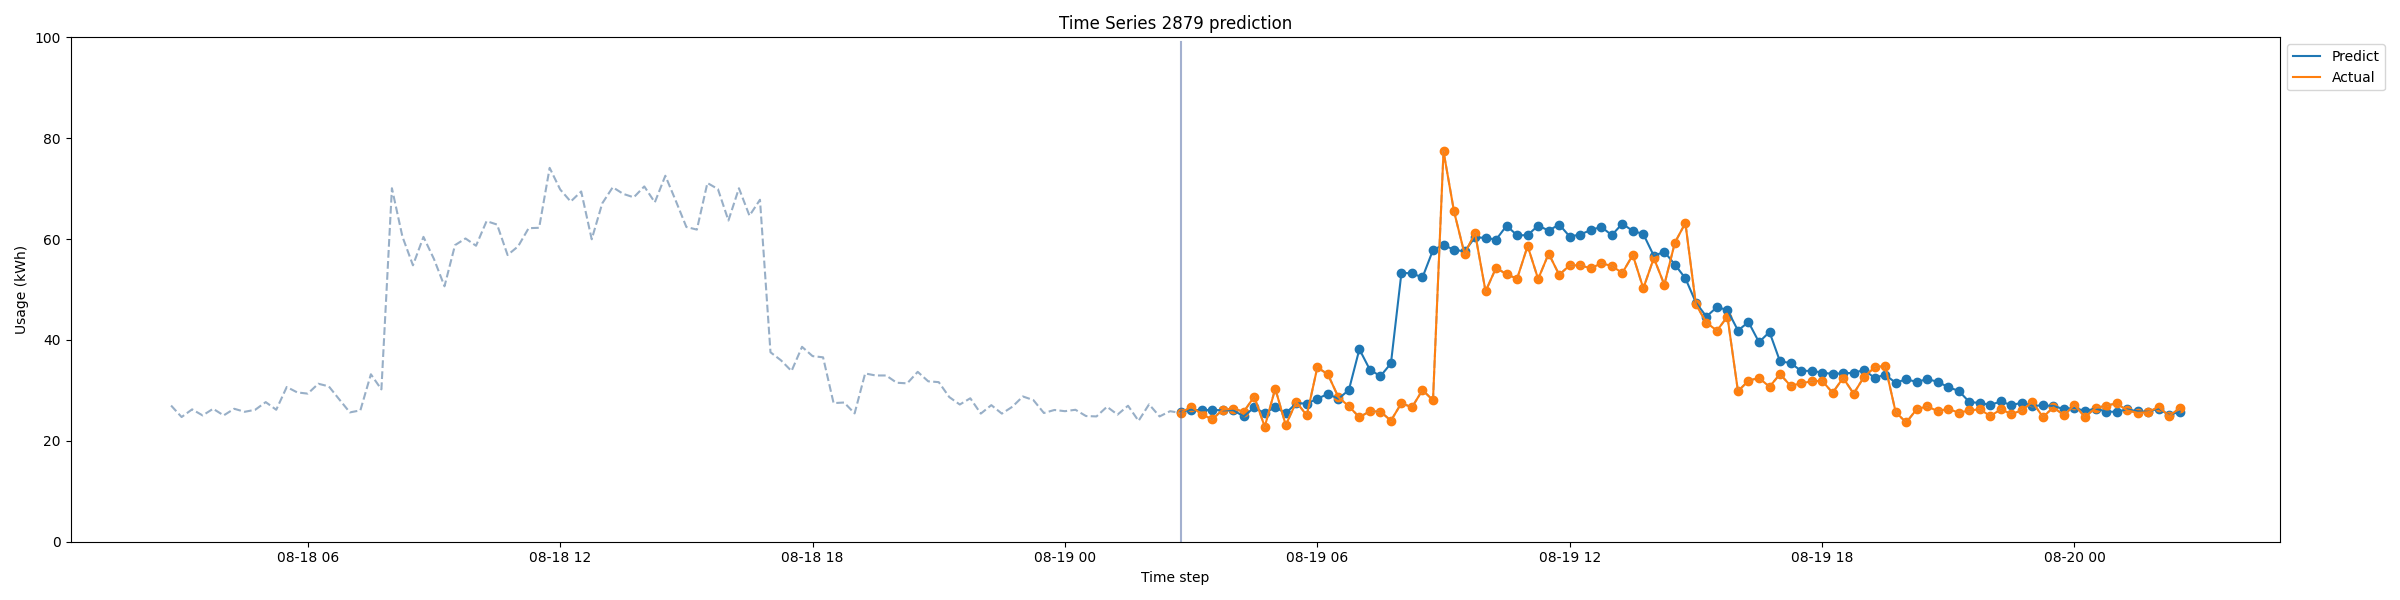 Time Series 2879 prediction
Predict
Actual
Usage (kWh)
100
80
60
40
20
0
08-18 06
08-18 12
08-18 18
08-19 00
08-19 06
08-19 12
08-19 18
08-20 00
Time step